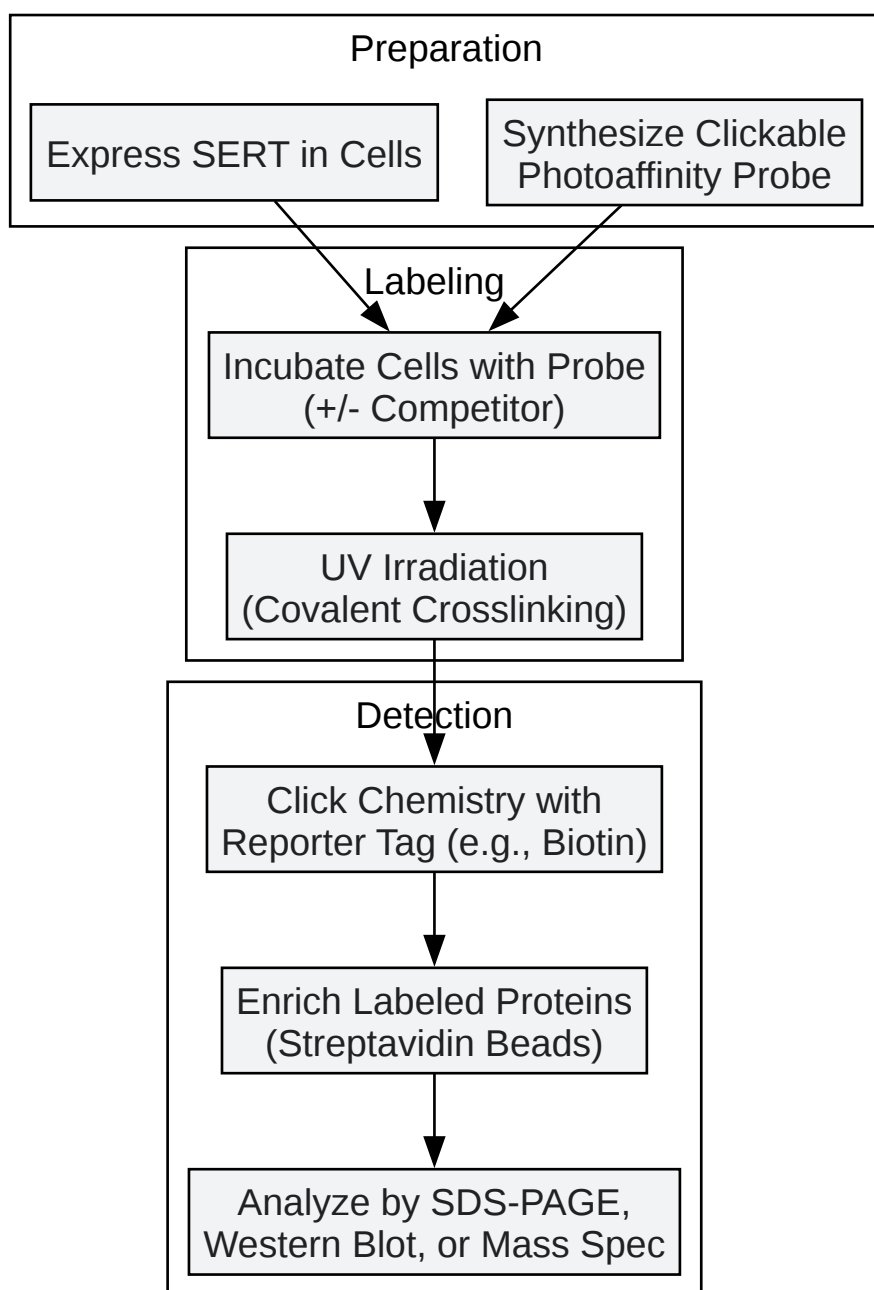 Preparation
Express SERT in Cells
Synthesize Clickable
Photoaffinity Probe
Labeling
Incubate Cells with Probe
(+/- Competitor)
UV Irradiation
(Covalent Crosslinking)
Detection
Click Chemistry with
Reporter Tag (e.g., Biotin)
Enrich Labeled Proteins
(Streptavidin Beads)
Analyze by SDS-PAGE,
Western Blot, or Mass Spec